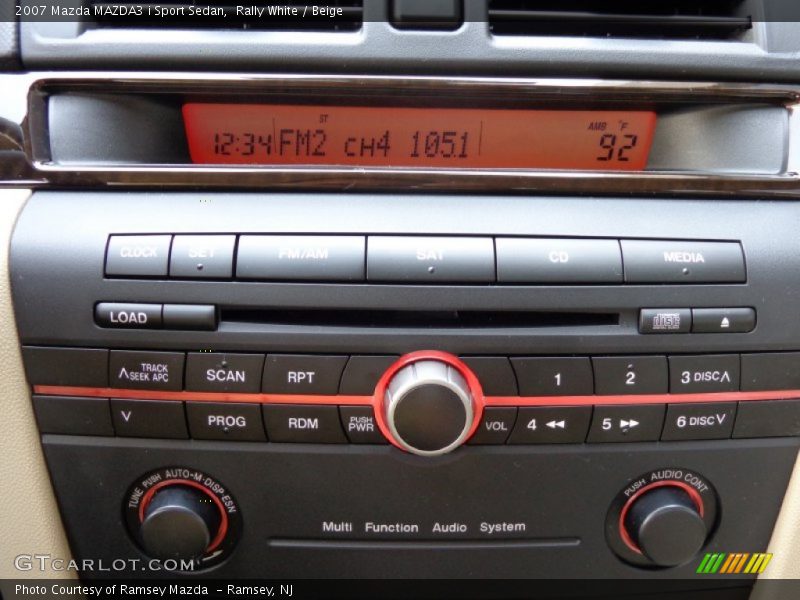 2007 Mazda MAZDA3 i Sport Sedan, Rally White / Beige
ST
AMB °F
12:34 FM2 CH4 105.1 92
CLOCK SET FM/AM SAT CD MEDIA
LOAD disc
∧ TRACK SEEK APC SCAN RPT 1 2 3 DISC∧
∨ PROG RDM PUSH PWR VOL 4 ◀◀ 5 ▶▶ 6 DISC∨
TUNE PUSH AUTO-M·DISP ESN
PUSH AUDIO CONT
Multi Function Audio System
GTCARLOT.COM
Photo Courtesy of Ramsey Mazda - Ramsey, NJ